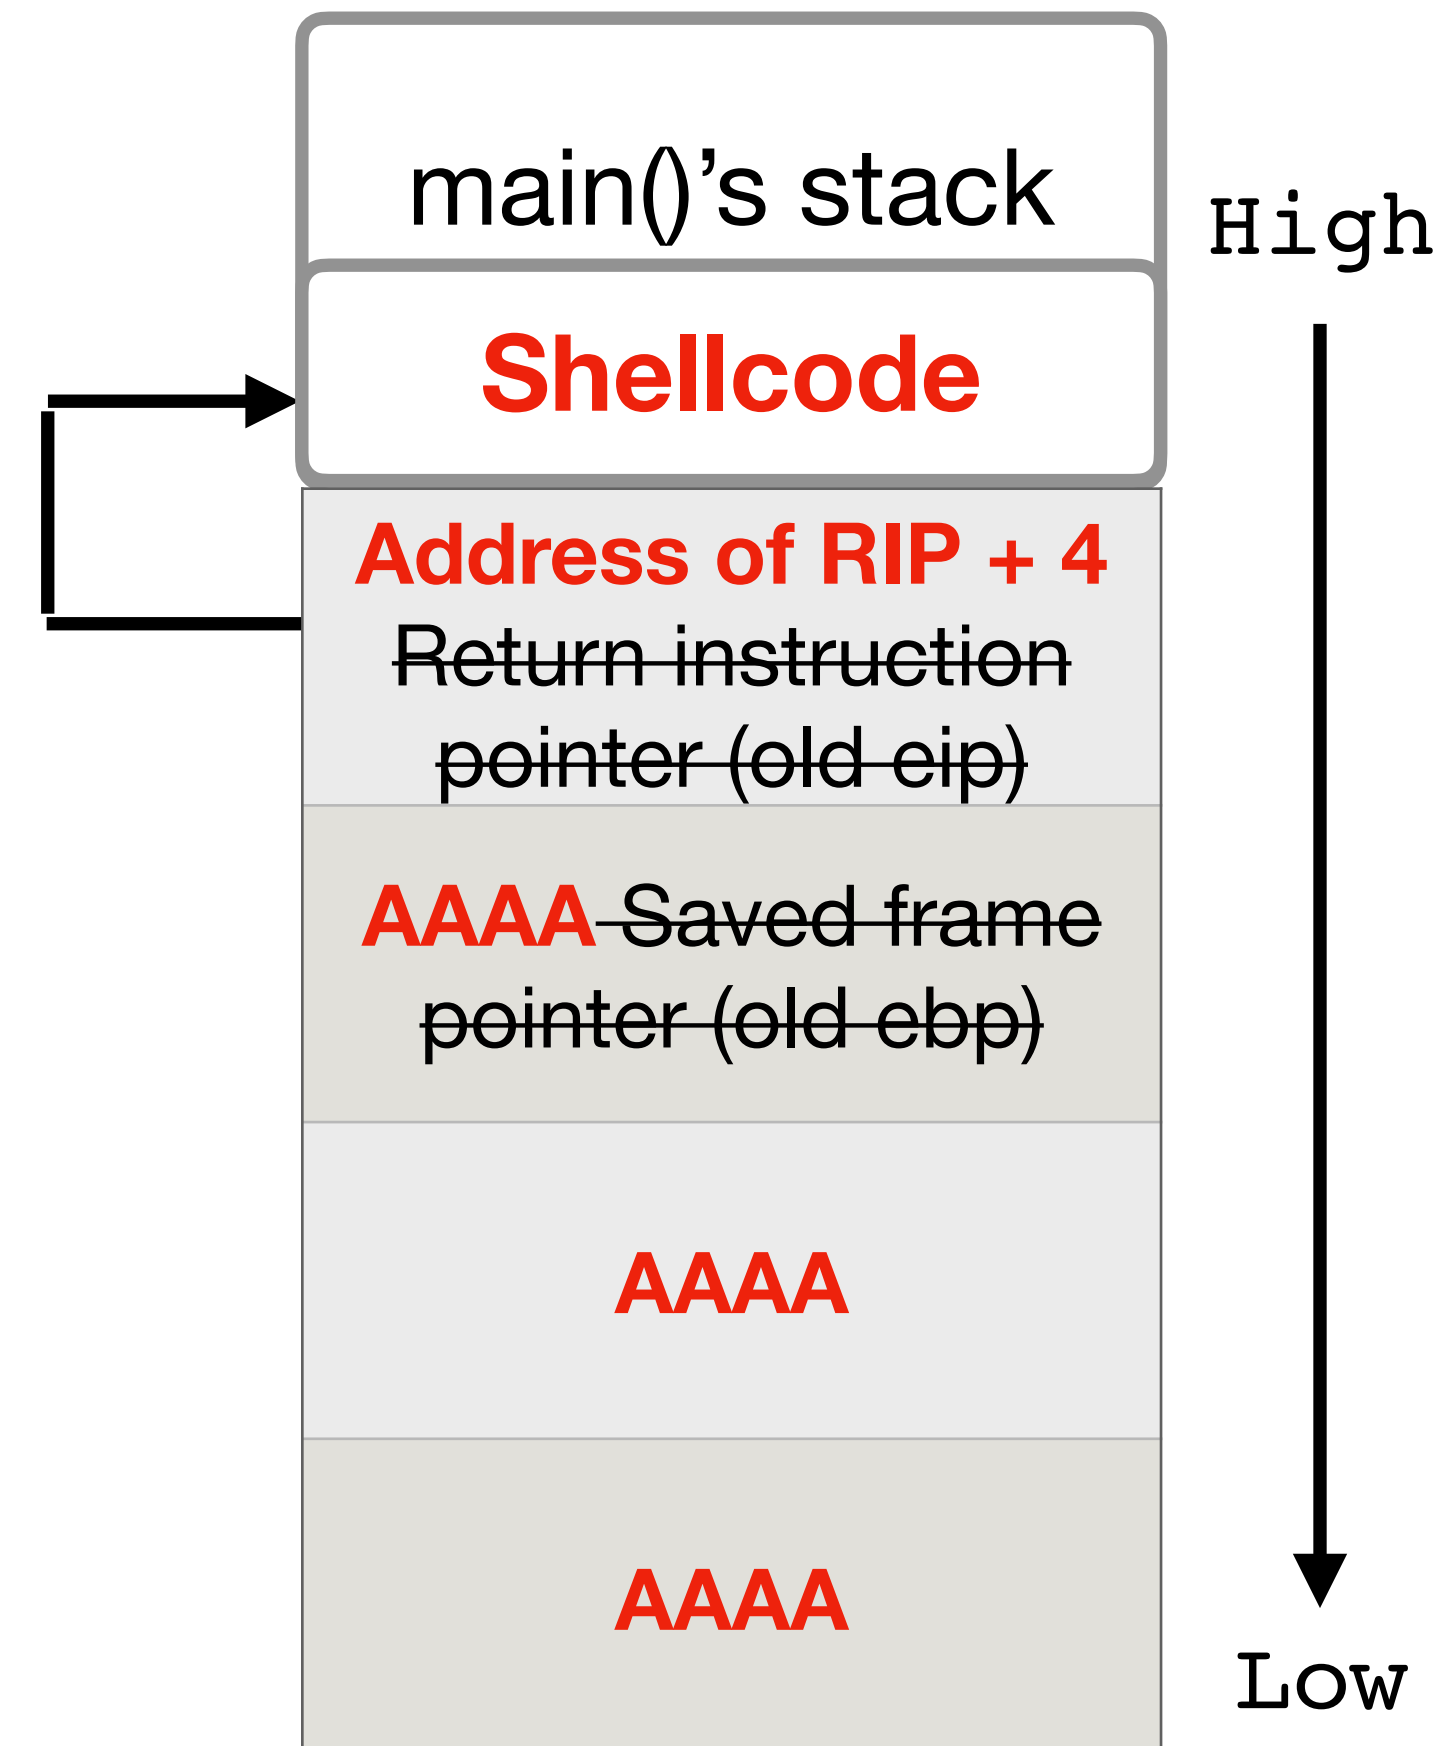 main()’s stack
High
Shellcode
Address of RIP + 4
Return instruction
pointer (old eip)
AAAA Saved frame
pointer (old ebp)
AAAA
AAAA
Low